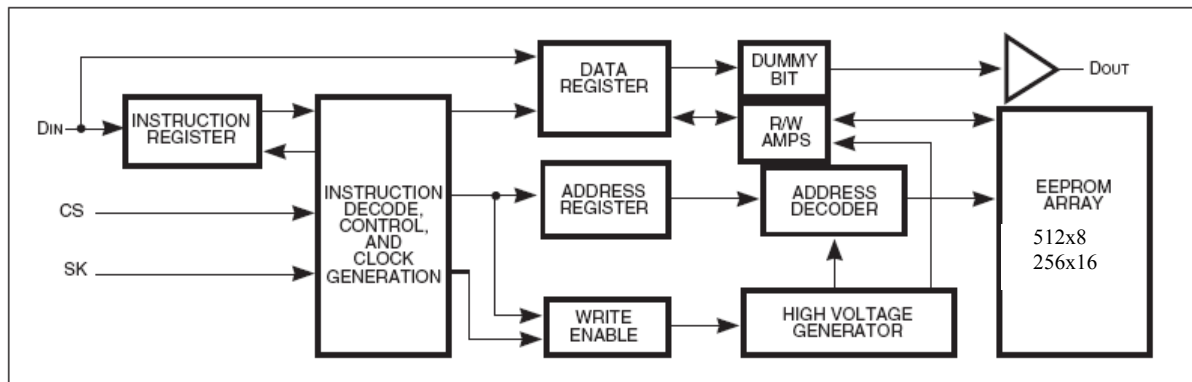 DIN
INSTRUCTION
REGISTER
CS
SK
INSTRUCTION
DECODE,
CONTROL,
AND
CLOCK
GENERATION
DATA
REGISTER
ADDRESS
REGISTER
WRITE
ENABLE
DUMMY
BIT
R/W
AMPS
ADDRESS
DECODER
HIGH VOLTAGE
GENERATOR
DOUT
EEPROM
ARRAY
512x8
256x16